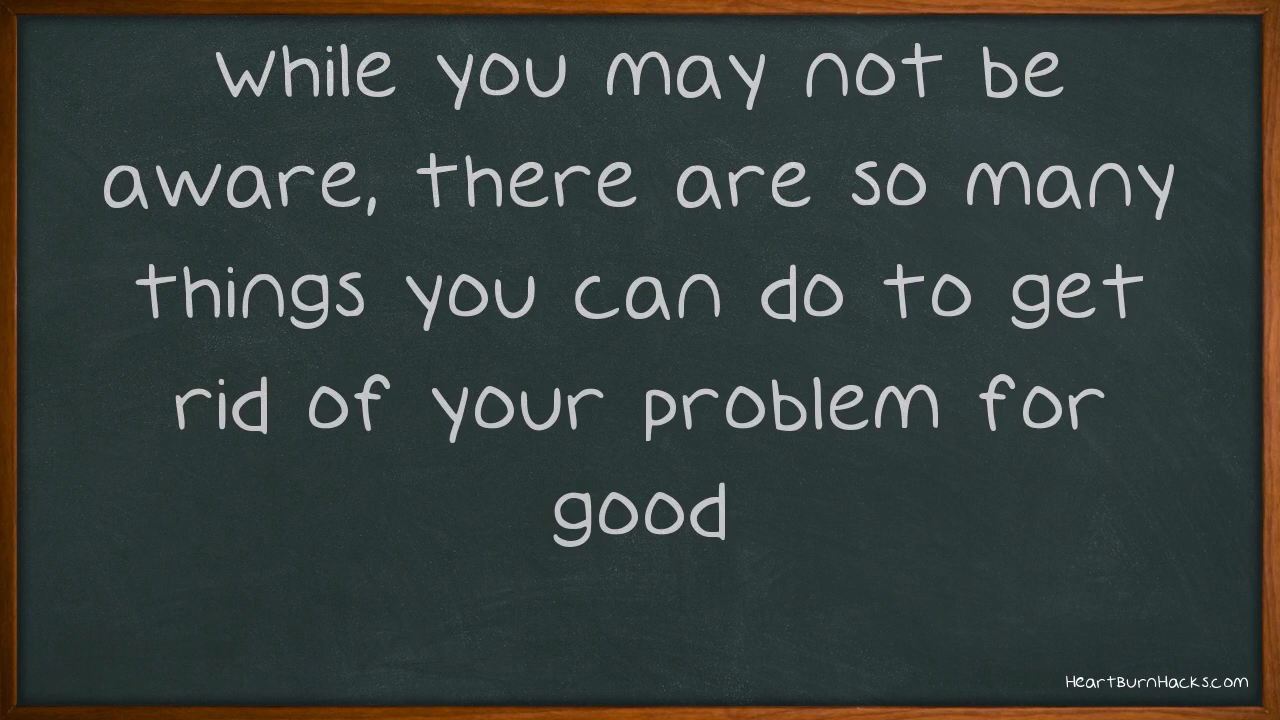 While you may not be
aware, there are so many
things you can do to get
rid of your problem for
good
HeartBurnHacks.com